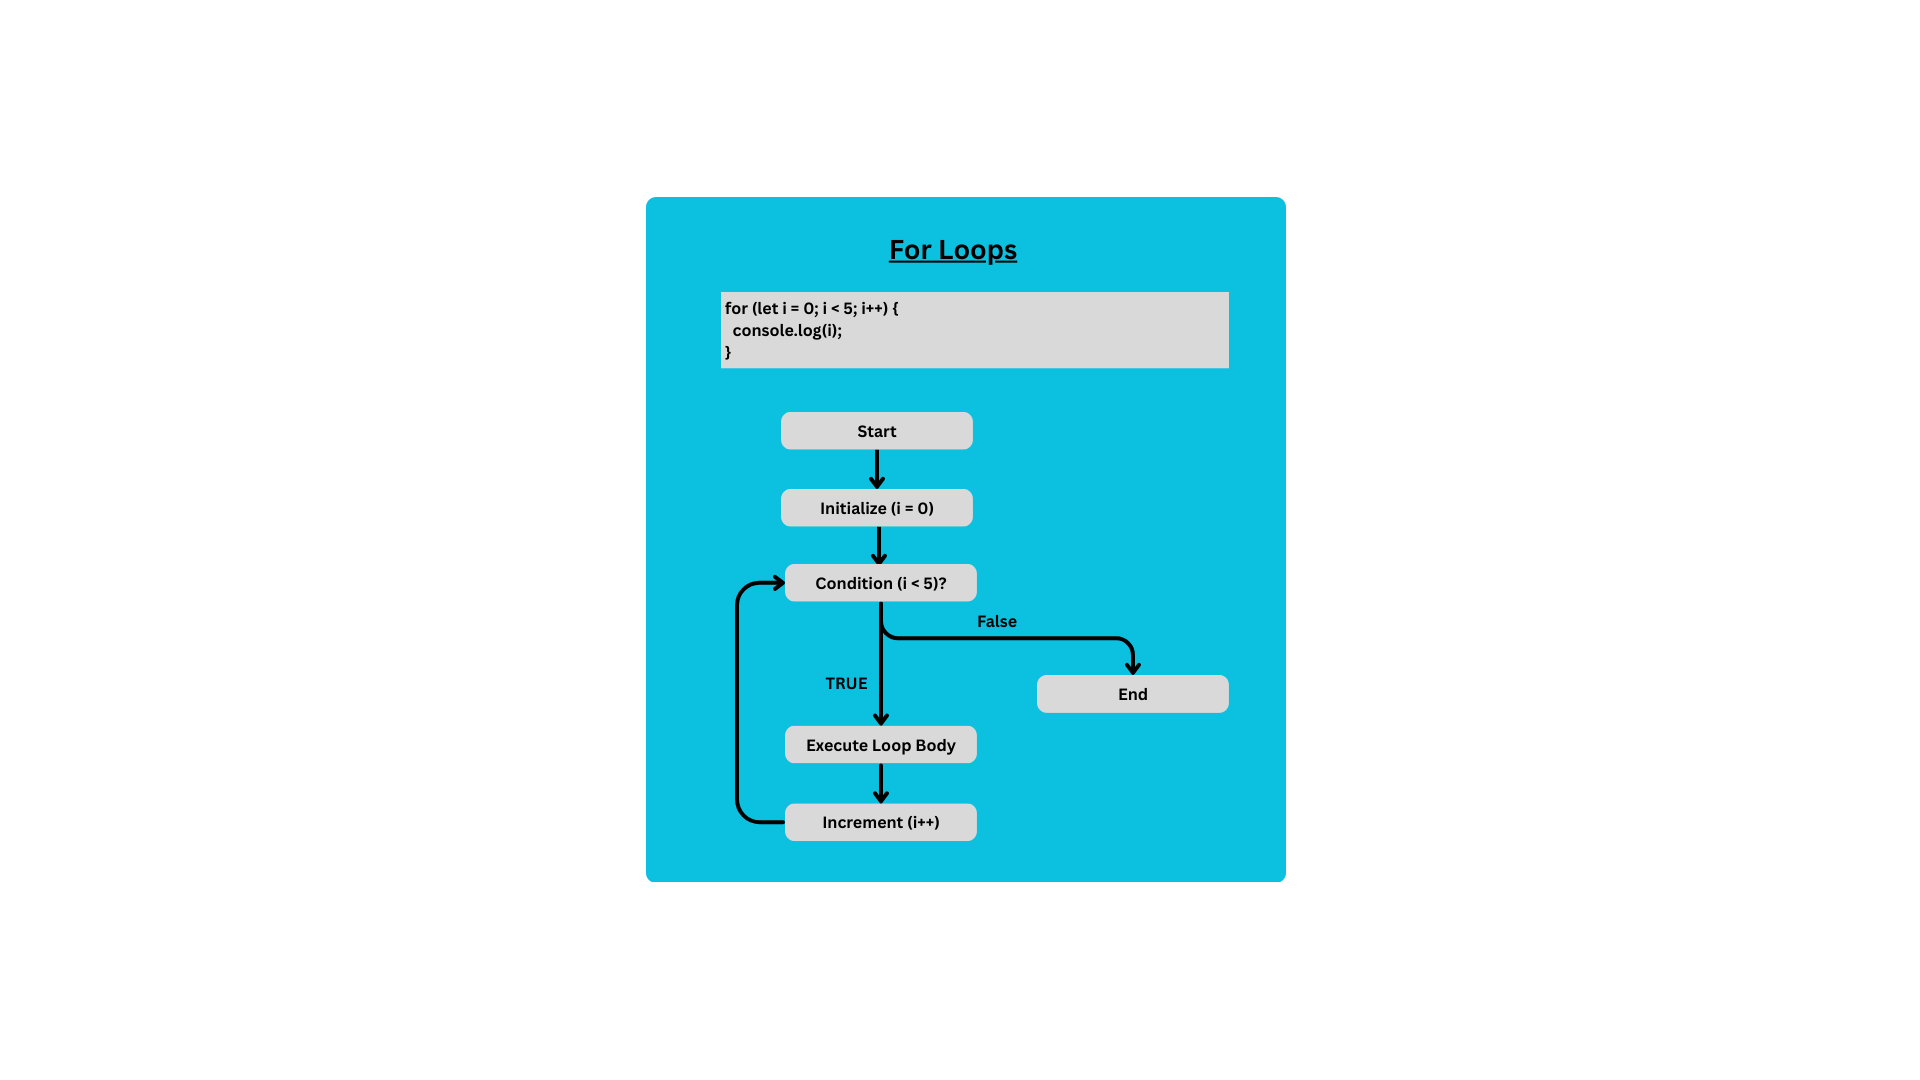 For Loops
for (let i = 0; i < 5; i++) {
  console.log(i);
}
Start
Initialize (i = 0)
Condition (i < 5)?
False
TRUE
End
Execute Loop Body
Increment (i++)